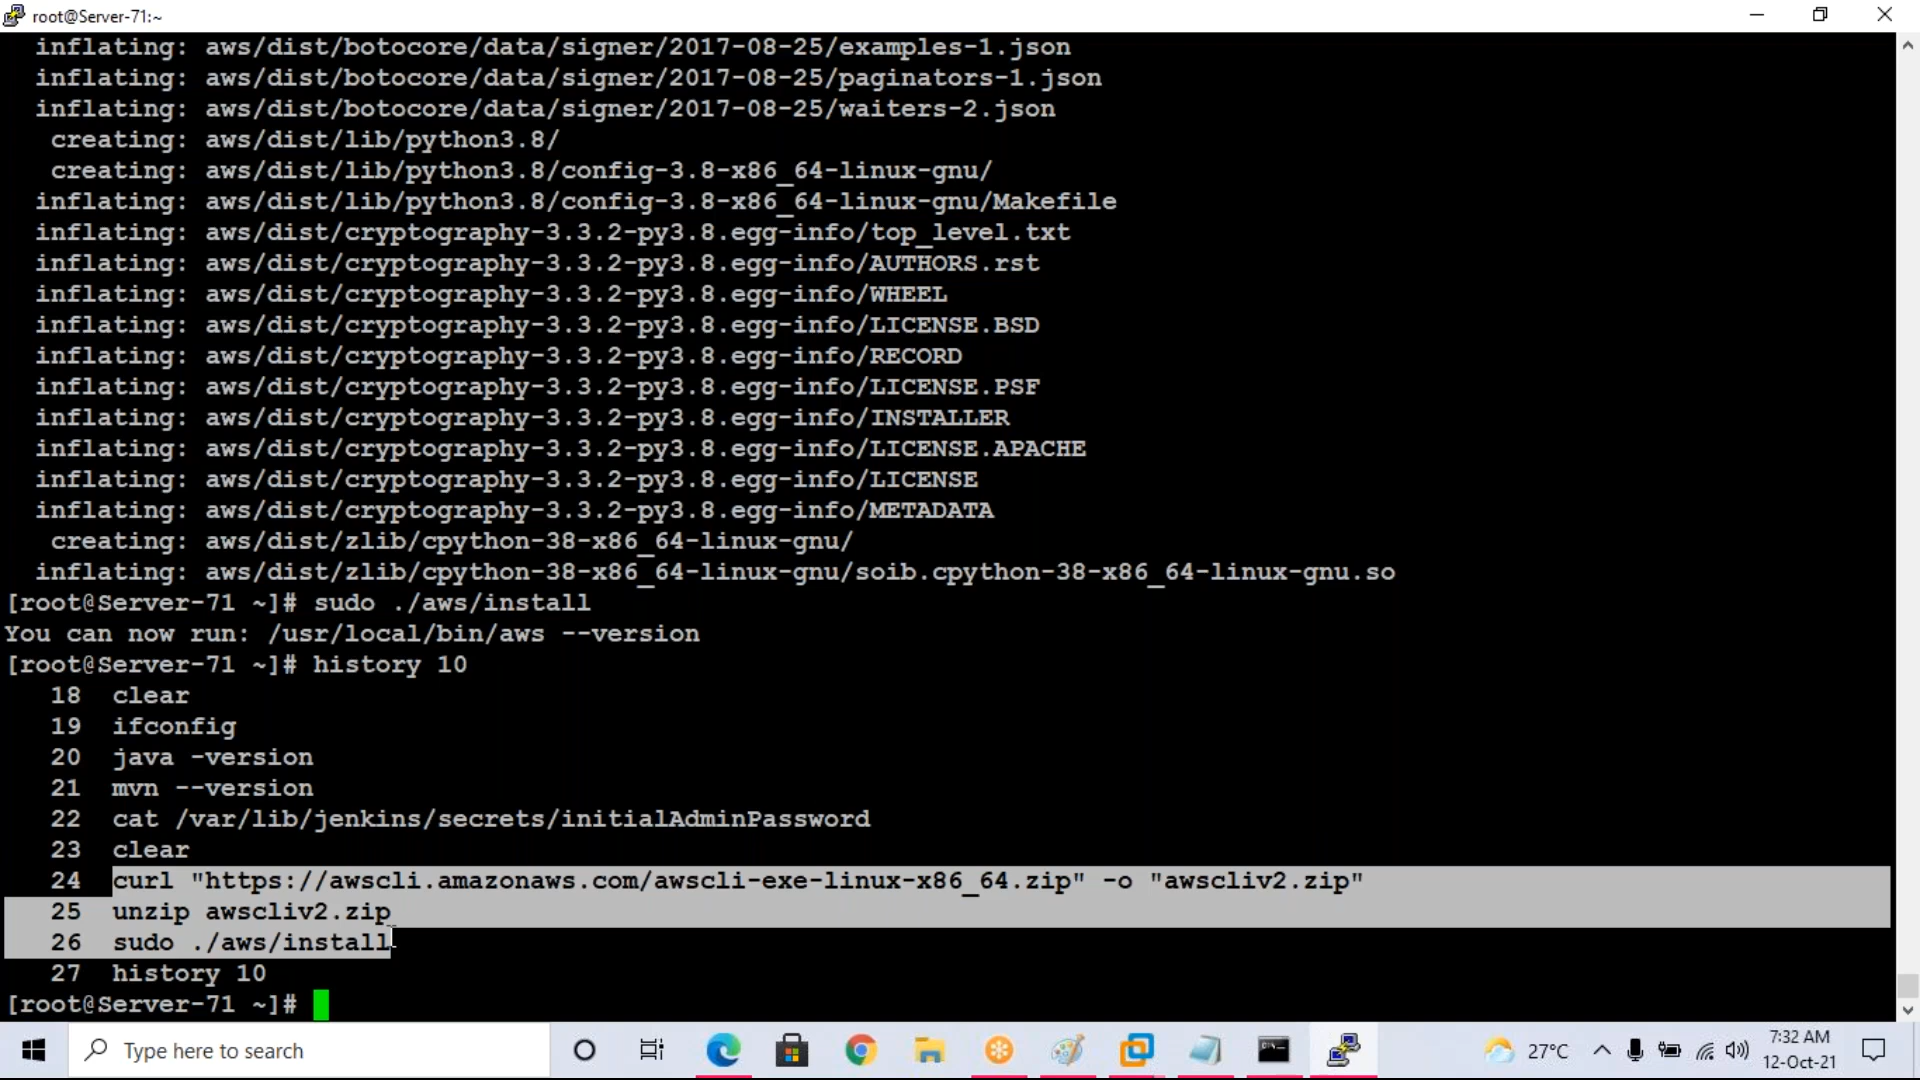 root@Server-71:~
inflating: aws/dist/botocore/data/signer/2017-08-25/examples-1.json
inflating: aws/dist/botocore/data/signer/2017-08-25/paginators-1.json
inflating: aws/dist/botocore/data/signer/2017-08-25/waiters-2.json
creating: aws/dist/lib/python3.8/
creating: aws/dist/lib/python3.8/config-3.8-x86_64-linux-gnu/
inflating: aws/dist/lib/python3.8/config-3.8-x86_64-linux-gnu/Makefile
inflating: aws/dist/cryptography-3.3.2-py3.8.egg-info/top_level.txt
inflating: aws/dist/cryptography-3.3.2-py3.8.egg-info/AUTHORS.rst
inflating: aws/dist/cryptography-3.3.2-py3.8.egg-info/WHEEL
inflating: aws/dist/cryptography-3.3.2-py3.8.egg-info/LICENSE.BSD
inflating: aws/dist/cryptography-3.3.2-py3.8.egg-info/RECORD
inflating: aws/dist/cryptography-3.3.2-py3.8.egg-info/LICENSE.PSF
inflating: aws/dist/cryptography-3.3.2-py3.8.egg-info/INSTALLER
inflating: aws/dist/cryptography-3.3.2-py3.8.egg-info/LICENSE.APACHE
inflating: aws/dist/cryptography-3.3.2-py3.8.egg-info/LICENSE
inflating: aws/dist/cryptography-3.3.2-py3.8.egg-info/METADATA
creating: aws/dist/zlib/cpython-38-x86_64-linux-gnu/
inflating: aws/dist/zlib/cpython-38-x86_64-linux-gnu/soib.cpython-38-x86_64-linux-gnu.so
[root@Server-71 ~]# sudo ./aws/install
You can now run: /usr/local/bin/aws --version
[root@Server-71 ~]# history 10
18 clear
19 ifconfig
20 java -version
21 mvn --version
22 cat /var/lib/jenkins/secrets/initialAdminPassword
23 clear
24 curl "https://awscli.amazonaws.com/awscli-exe-linux-x86_64.zip" -o "awscliv2.zip"
25 unzip awscliv2.zip
26 sudo ./aws/install
27 history 10
[root@Server-71 ~]#
Type here to search
27°C
7:32 AM
12-Oct-21